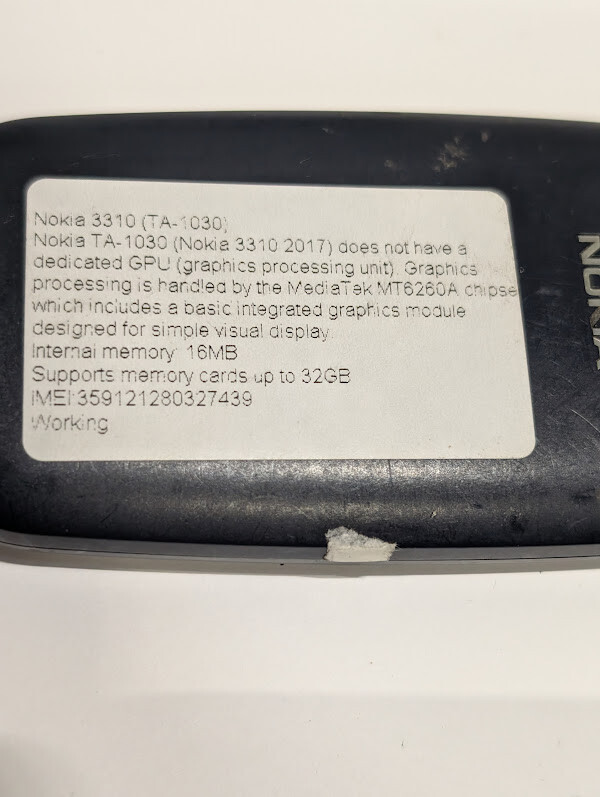 Nokia 3310 (TA-1030)
Nokia TA-1030 (Nokia 3310 2017) does not have a
dedicated GPU (graphics processing unit). Graphics
processing is handled by the MediaTek MT6260A chipse
which includes a basic integrated graphics module
designed for simple visual display.
Internal memory: 16MB
Supports memory cards up to 32GB
IMEI:359121280327439
Working
NOKIA